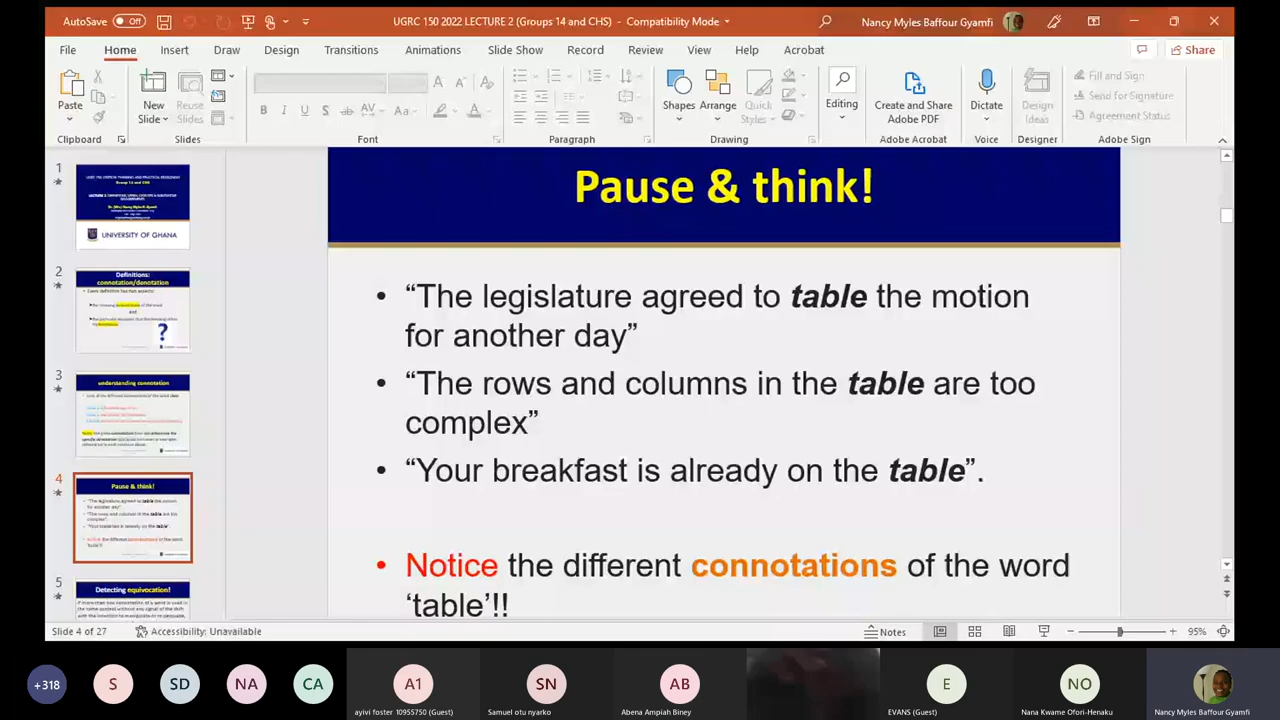 AutoSave Off UGRC 150 2022 LECTURE 2 (Groups 14 and CHS) - Compatibility Mode Nancy Myles Baffour Gyamfi
File Home Insert Draw Design Transitions Animations Slide Show Record Review View Help Acrobat Share
Paste New Slide Reuse Slides Shapes Arrange Quick Styles Editing Create and Share Adobe PDF Dictate Design Ideas Fill and Sign
Send for Signature
Agreement Status
Clipboard Slides Font Paragraph Drawing Adobe Acrobat Voice Designer Adobe Sign
1
UNIVERSITY OF GHANA
2
Definitions:
connotation/denotation
3
understanding connotation
4
Pause & think!
5
Detecting equivocation!
Pause & think!
• “The legislature agreed to table the motion
for another day”
• “The rows and columns in the table are too
complex”
• “Your breakfast is already on the table”.
• Notice the different connotations of the word
‘table’!!
Slide 4 of 27 Accessibility: Unavailable Notes 95%
+318 S SD NA CA A1 SN AB E NO
ayivi foster 10955750 (Guest) Samuel otu nyarko Abena Ampiah Biney EVANS (Guest) Nana Kwame Ofori-Henaku Nancy Myles Baffour Gyamfi